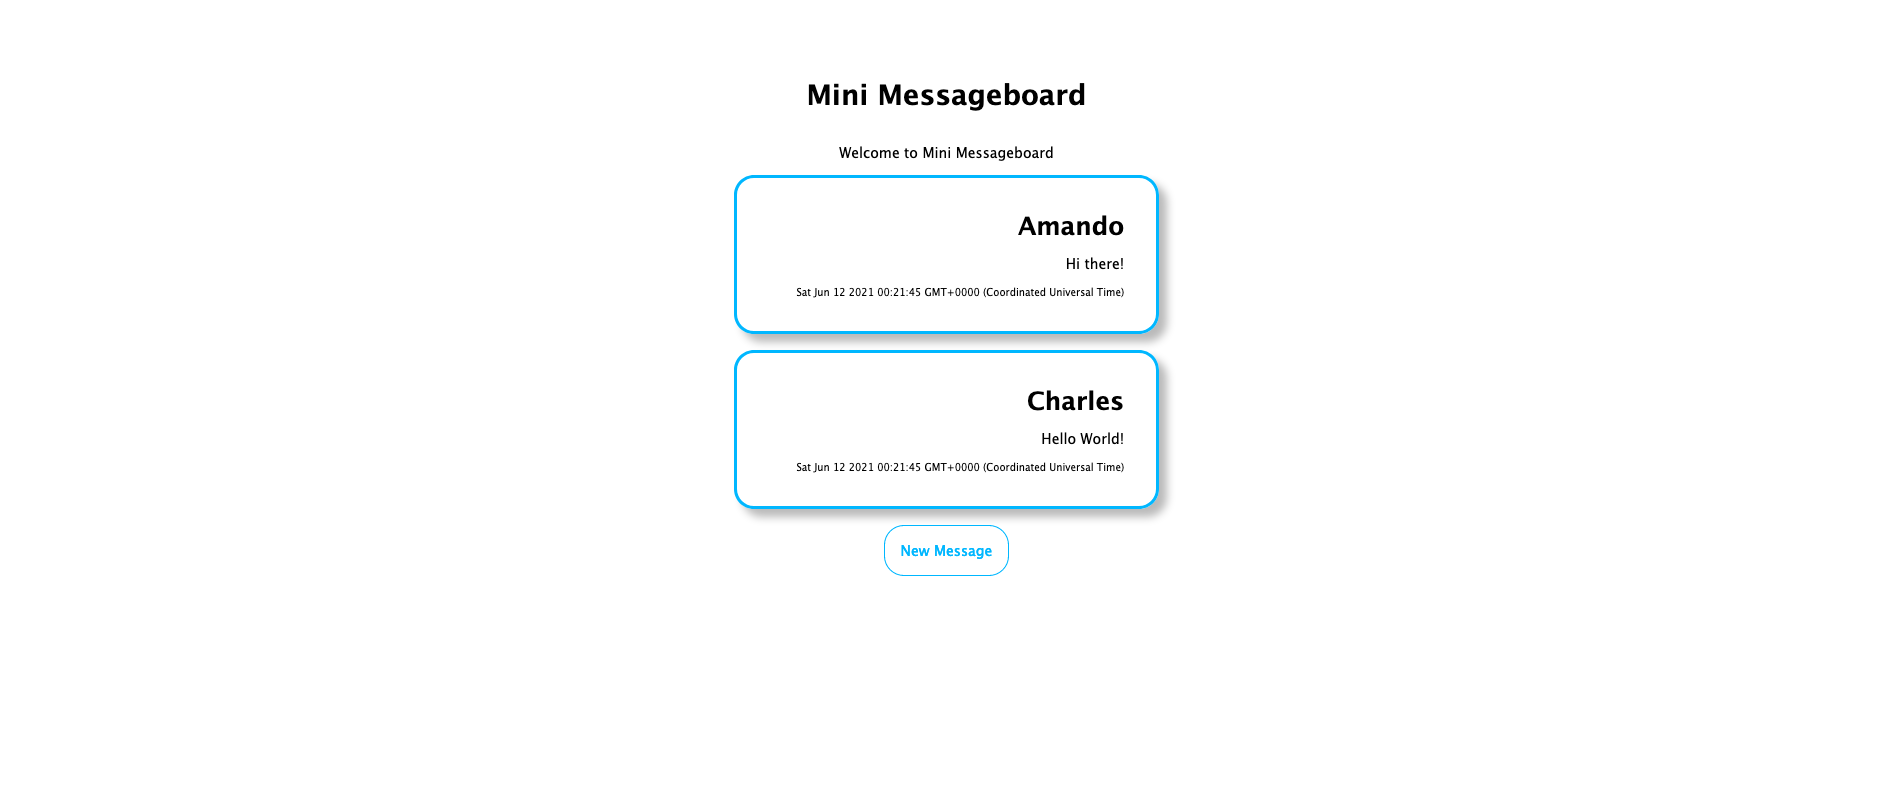 Mini Messageboard
Welcome to Mini Messageboard
Amando
Hi there!
Sat Jun 12 2021 00:21:45 GMT+0000 (Coordinated Universal Time)
Charles
Hello World!
Sat Jun 12 2021 00:21:45 GMT+0000 (Coordinated Universal Time)
New Message